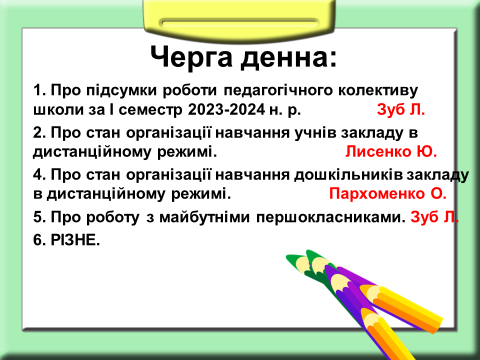 Черга денна:
1. Про підсумки роботи педагогічного колективу
школи за І семестр 2023-2024 н. р. Зуб Л.
2. Про стан організації навчання учнів закладу в
дистанційному режимі. Лисенко Ю.
4. Про стан організації навчання дошкільників закладу
в дистанційному режимі. Пархоменко О.
5. Про роботу з майбутніми першокласниками. Зуб Л.
6. РІЗНЕ.